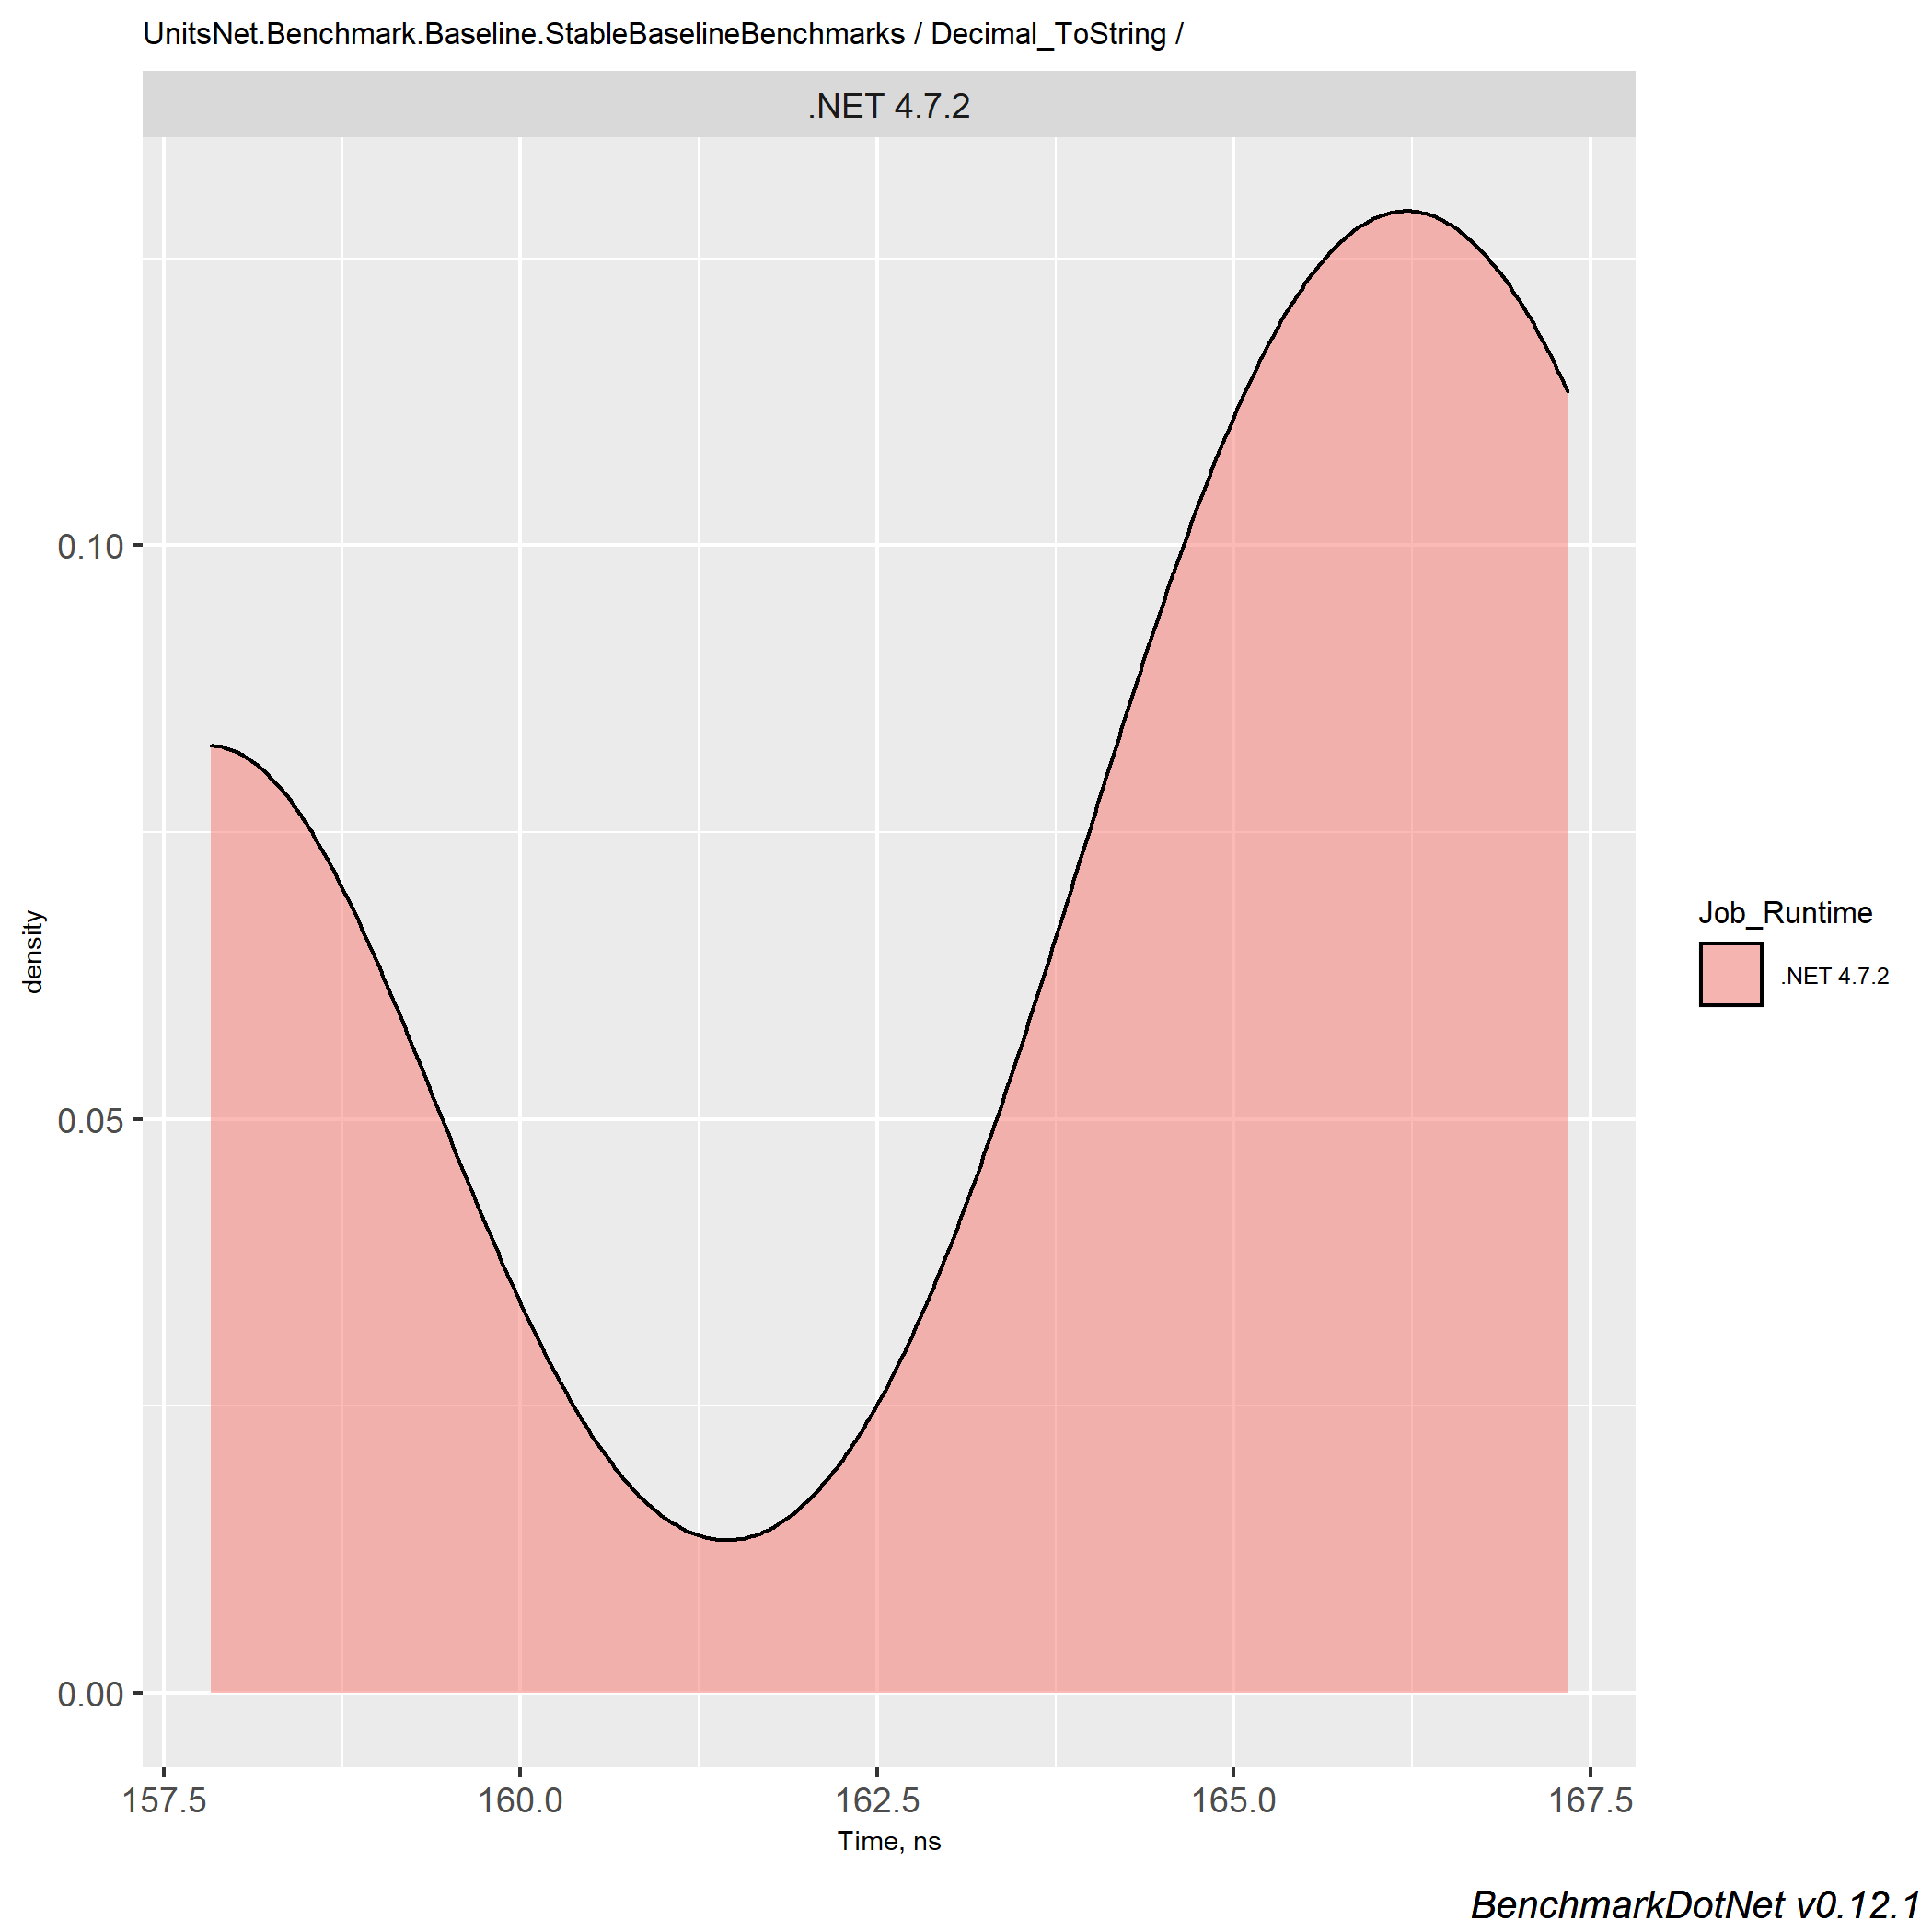 UnitsNet.Benchmark.Baseline.StableBaselineBenchmarks / Decimal_ToString /
.NET 4.7.2
0.10
0.05
0.00
density
157.5 160.0 162.5 165.0 167.5
Time, ns
Job_Runtime
.NET 4.7.2
BenchmarkDotNet v0.12.1